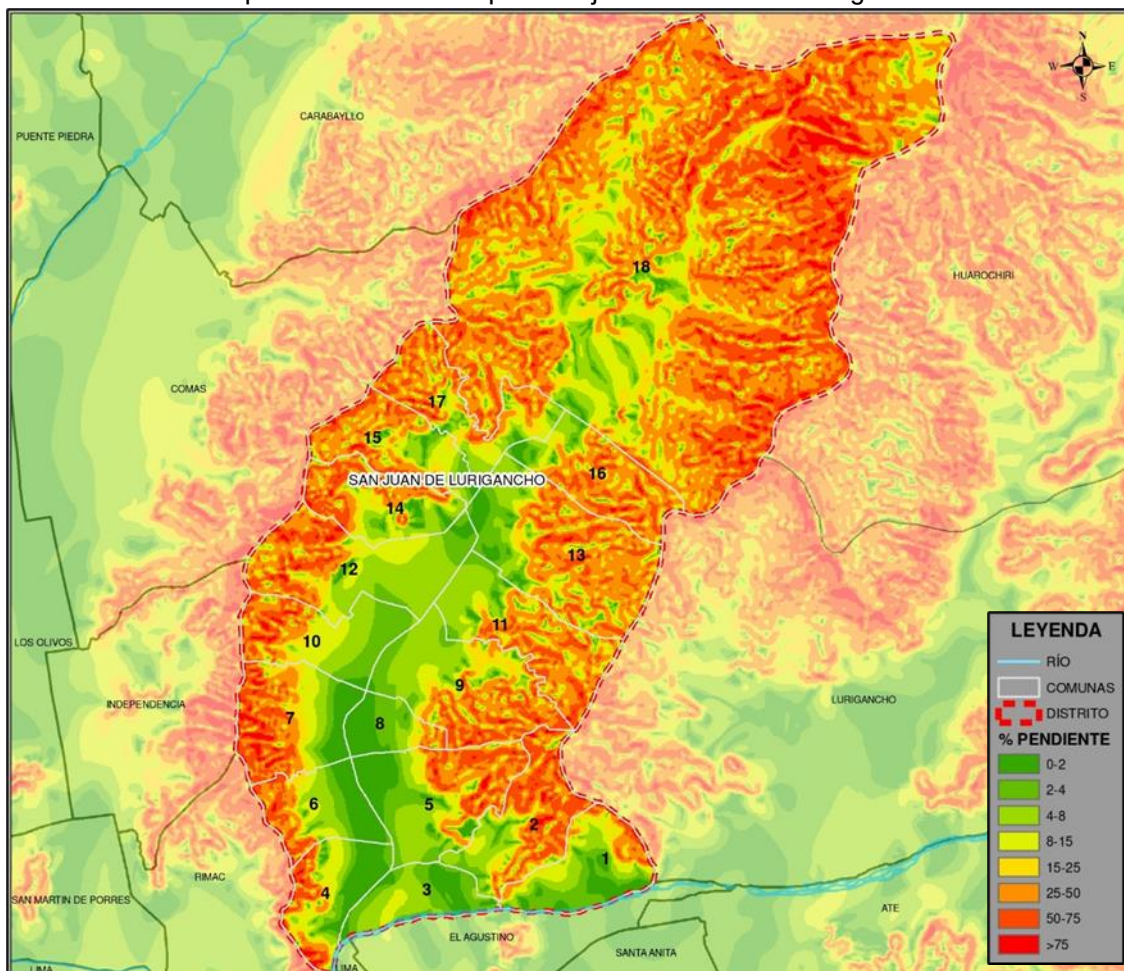 N
W E
S
PUENTE PIEDRA
CARABAYLLO
18
HUAROCHIRI
COMAS
17
15
16
SAN JUAN DE LURIGANCHO
14
13
12
11
LOS OLIVOS
10
9
LURIGANCHO
INDEPENDENCIA
7
8
6
5
2
1
RIMAC
4
3
SAN MARTIN DE PORRES
ATE
EL AGUSTINO
SANTA ANITA
LIMA
LIMA
LEYENDA
RÍO
COMUNAS
DISTRITO
% PENDIENTE
0-2
2-4
4-8
8-15
15-25
25-50
50-75
>75